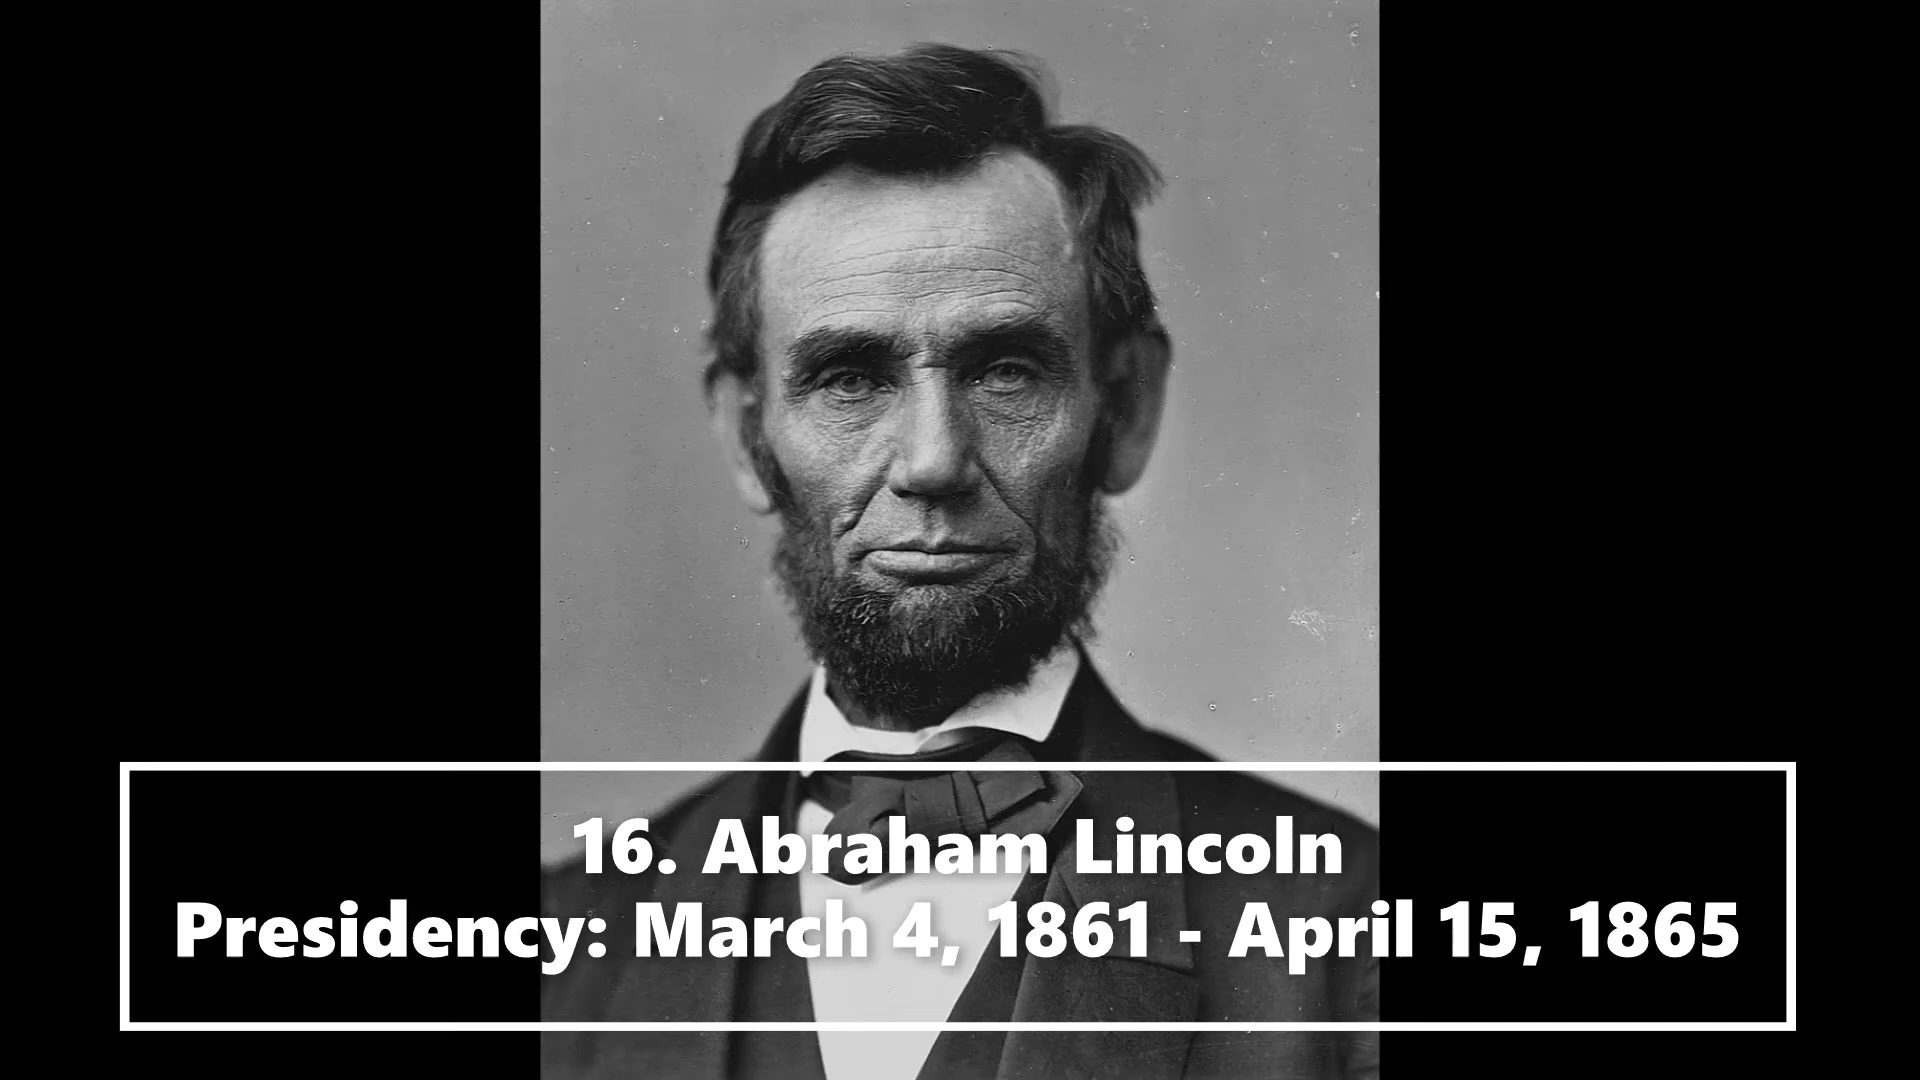 16. Abraham Lincoln
Presidency: March 4, 1861 - April 15, 1865